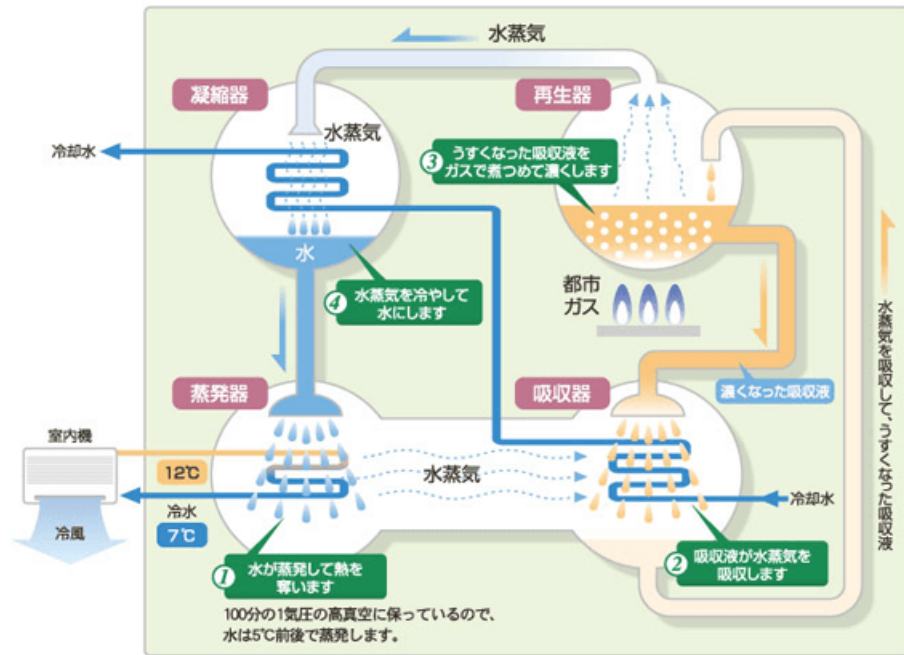 水蒸気
凝縮器
再生器
水蒸気
冷却水
③ うすくなった吸収液を
ガスで煮つめて濃くします
水
④ 水蒸気を冷やして
水にします
都市
ガス
水蒸気を吸収して、うすくなった吸収液
濃くなった吸収液
蒸発器
吸収器
室内機
12℃
水蒸気
冷水
7℃
冷却水
冷風
① 水が蒸発して熱を
奪います
② 吸収液が水蒸気を
吸収します
100分の1気圧の高真空に保っているので、
水は5℃前後で蒸発します。